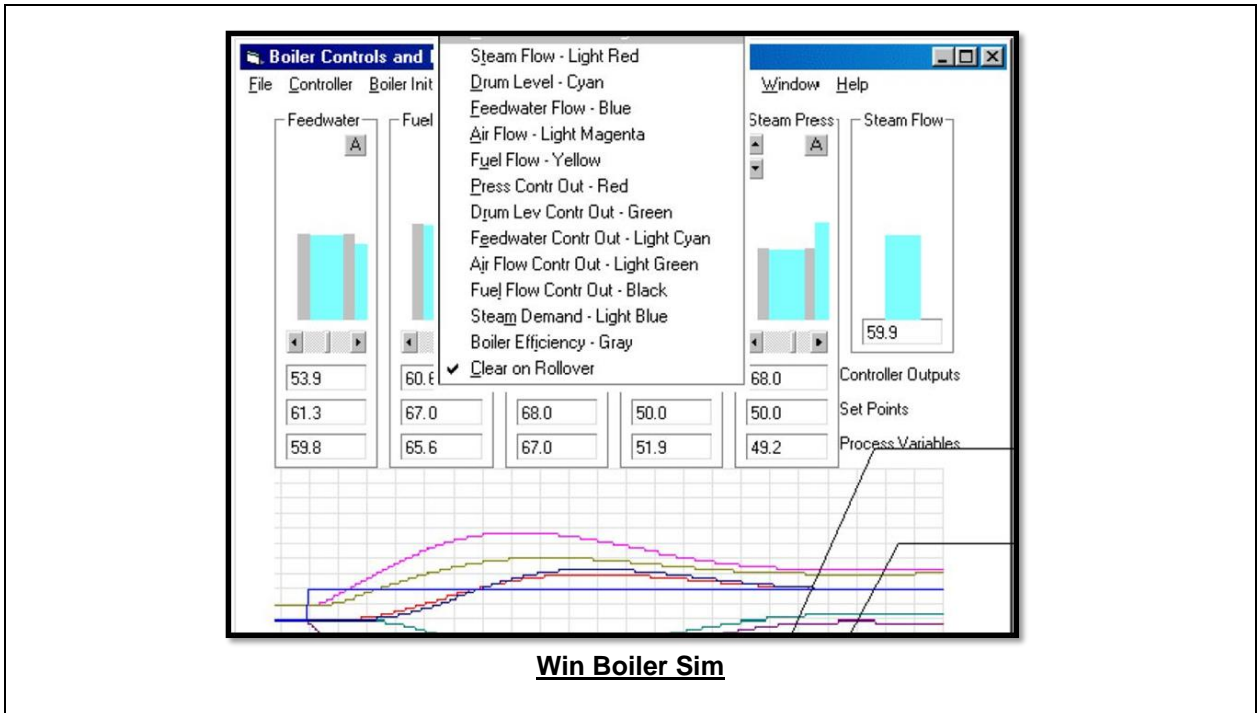 Boiler Controls and
File Controller Boiler Init Window Help
Steam Flow - Light Red
Drum Level - Cyan
Feedwater Flow - Blue
Air Flow - Light Magenta
Fuel Flow - Yellow
Press Contr Out - Red
Drum Lev Contr Out - Green
Feedwater Contr Out - Light Cyan
Air Flow Contr Out - Light Green
Fuel Flow Contr Out - Black
Steam Demand - Light Blue
Boiler Efficiency - Gray
✔ Clear on Rollover
Feedwater Fuel Steam Press Steam Flow
A A
59.9
53.9 60.6 68.0 Controller Outputs
61.3 67.0 68.0 50.0 50.0 Set Points
59.8 65.6 67.0 51.9 49.2 Process Variables
Win Boiler Sim